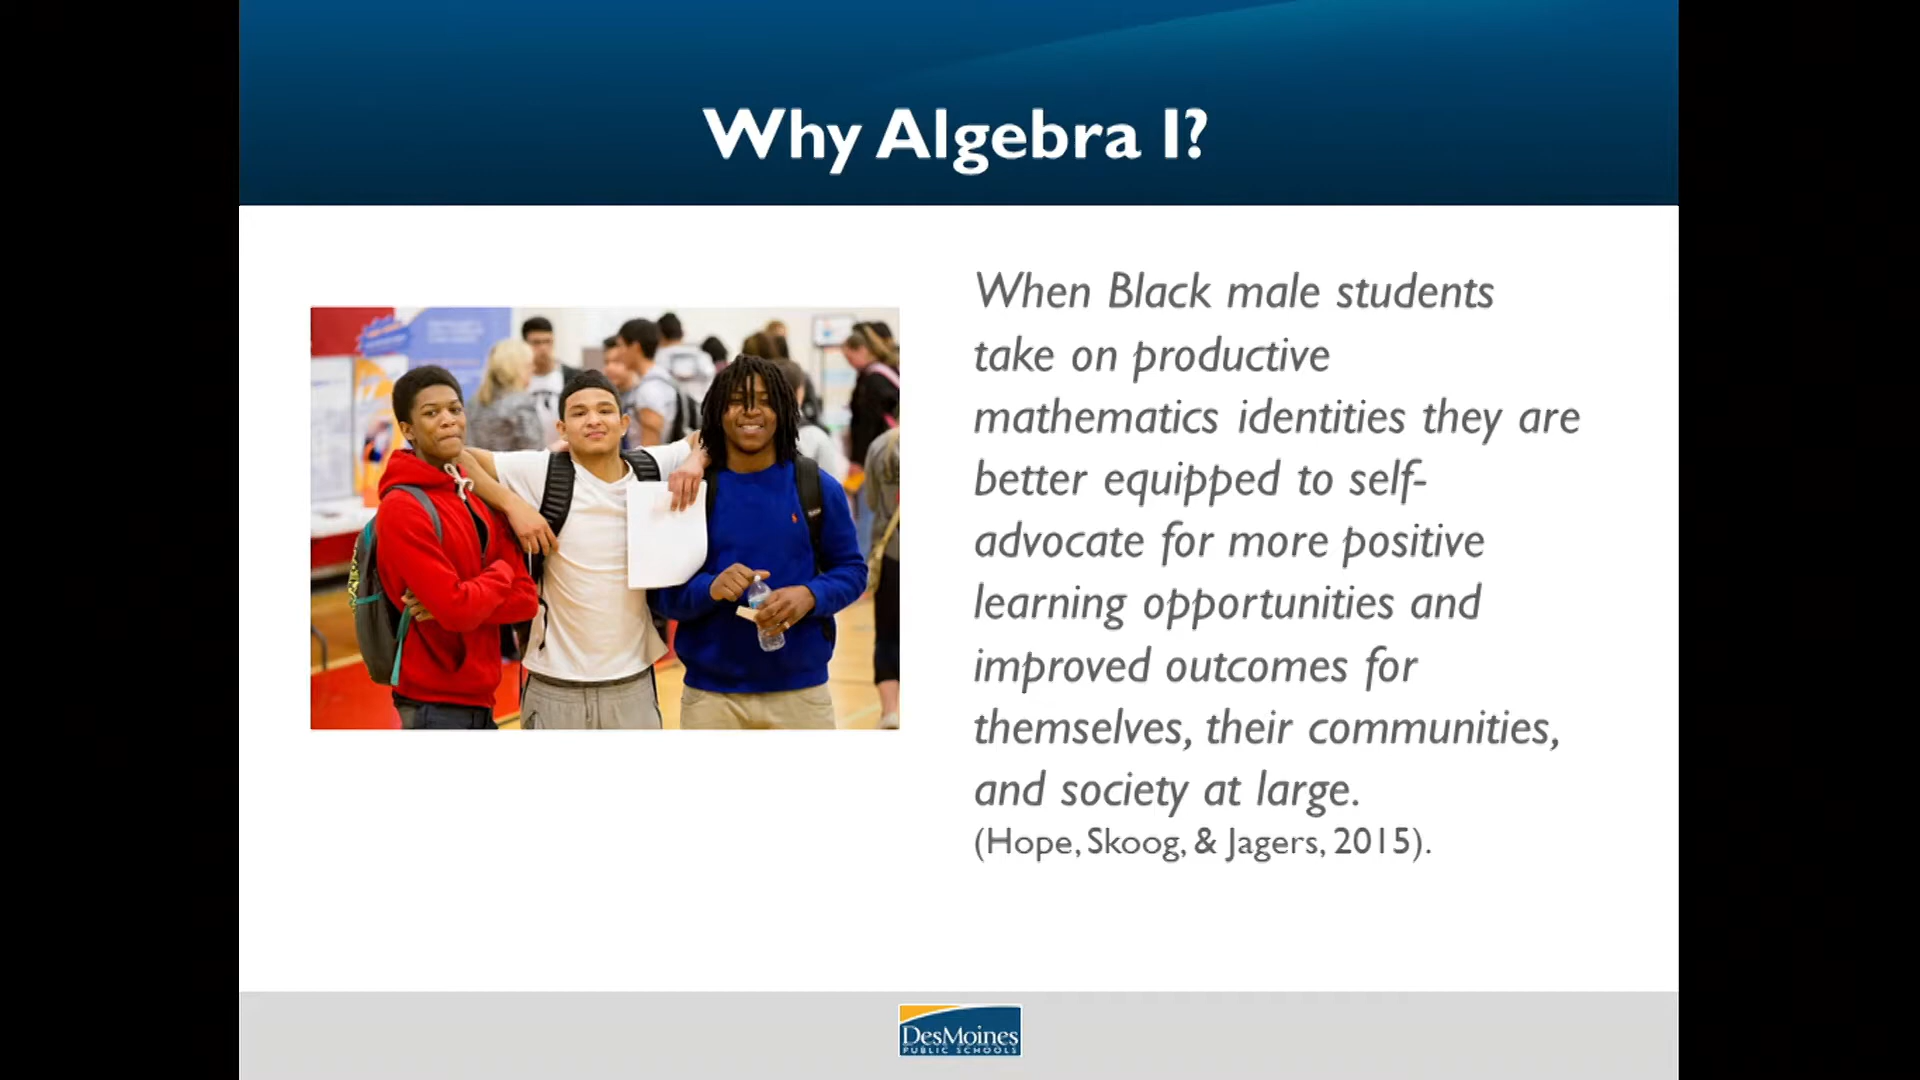 Why Algebra I?
When Black male students
take on productive
mathematics identities they are
better equipped to self-
advocate for more positive
learning opportunities and
improved outcomes for
themselves, their communities,
and society at large.
(Hope, Skoog, & Jagers, 2015).
DesMoines
PUBLIC SCHOOLS